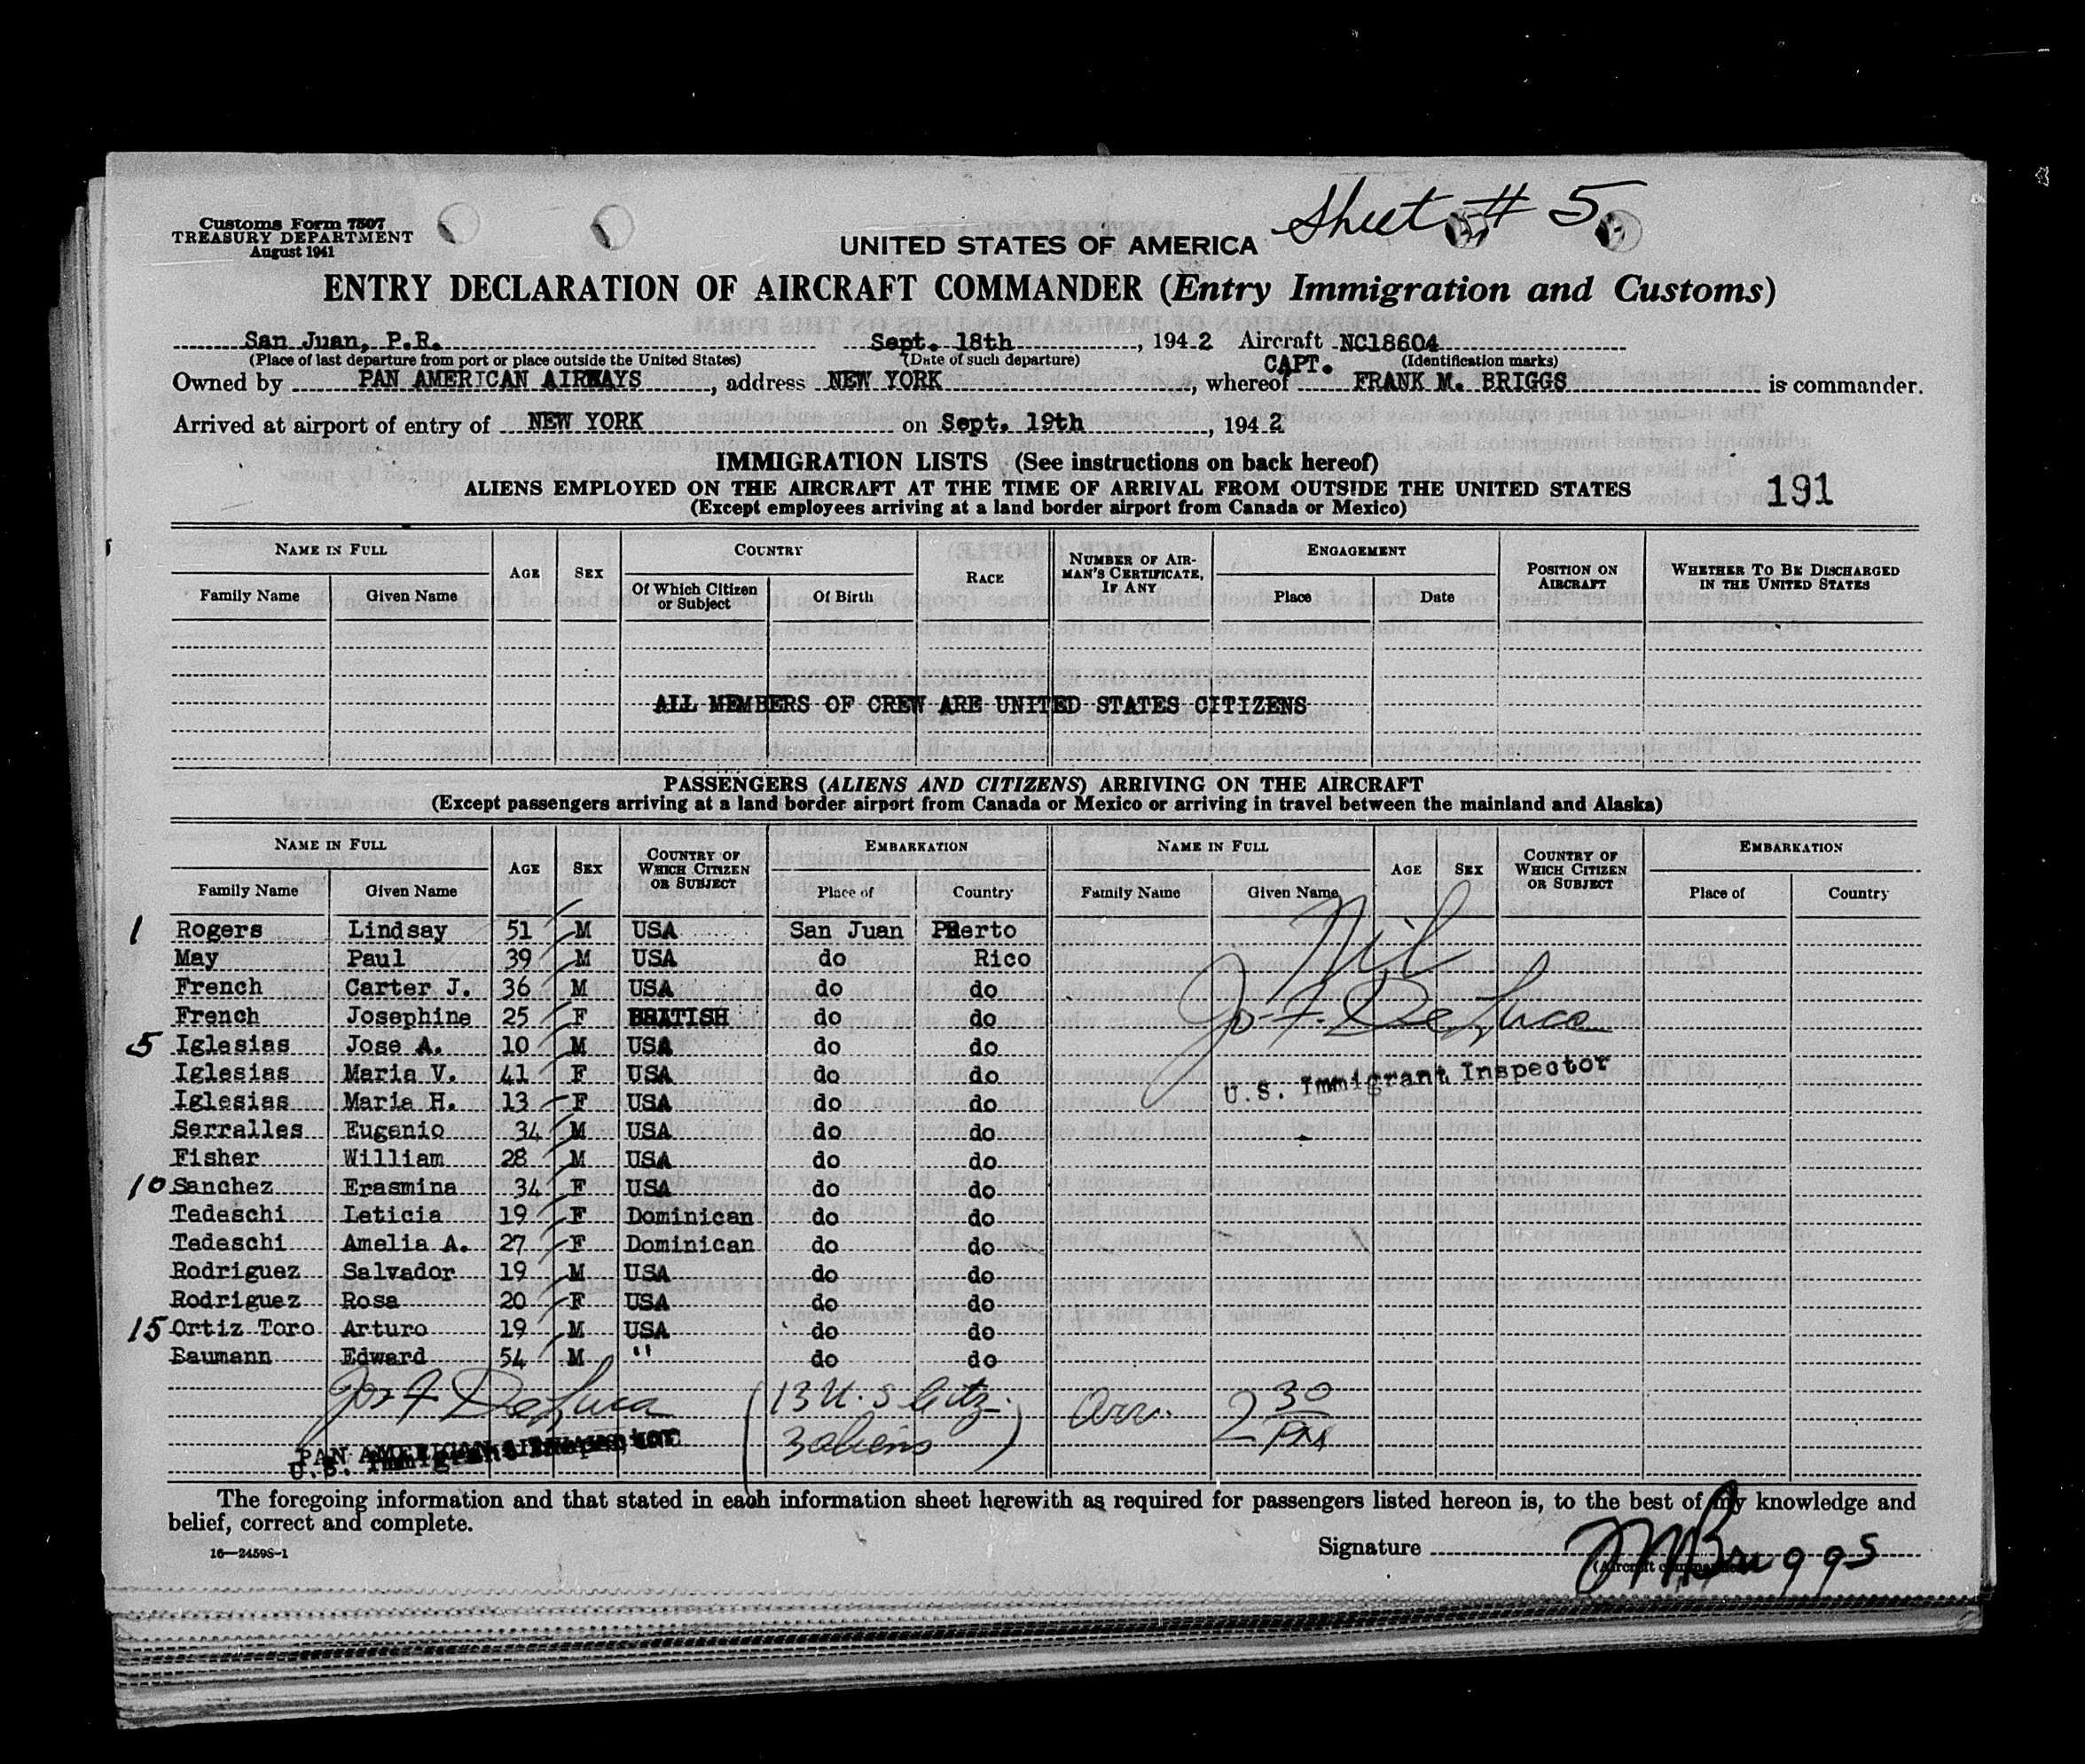 Sheet # 5
Customs Form 7507
TREASURY DEPARTMENT
August 1941
UNITED STATES OF AMERICA
ENTRY DECLARATION OF AIRCRAFT COMMANDER (Entry Immigration and Customs)
San Juan, P.R. Sept. 18th, 1942 Aircraft NC18604
(Place of last departure from port or place outside the United States) (Date of such departure) (Identification marks)
CAPT.
Owned by PAN AMERICAN AIRWAYS, address NEW YORK, whereof FRANK M. BRIGGS is commander.
Arrived at airport of entry of NEW YORK on Sept. 19th, 1942
IMMIGRATION LISTS (See instructions on back hereof)
ALIENS EMPLOYED ON THE AIRCRAFT AT THE TIME OF ARRIVAL FROM OUTSIDE THE UNITED STATES
191
(Except employees arriving at a land border airport from Canada or Mexico)
NAME IN FULL AGE SEX COUNTRY RACE NUMBER OF AIR-MAN'S CERTIFICATE, IF ANY ENGAGEMENT POSITION ON AIRCRAFT WHETHER TO BE DISCHARGED IN THE UNITED STATES
Family Name Given Name Of Which Citizen or Subject Of Birth Place Date
ALL MEMBERS OF CREW ARE UNITED STATES CITIZENS
PASSENGERS (ALIENS AND CITIZENS) ARRIVING ON THE AIRCRAFT
(Except passengers arriving at a land border airport from Canada or Mexico or arriving in travel between the mainland and Alaska)
NAME IN FULL AGE SEX COUNTRY OF WHICH CITIZEN OR SUBJECT EMBARKATION NAME IN FULL AGE SEX COUNTRY OF WHICH CITIZEN OR SUBJECT EMBARKATION
Family Name Given Name Place of Country Family Name Given Name Place of Country
1 Rogers Lindsay 51 M USA San Juan Puerto
May Paul 39 M USA do Rico
Nil
French Carter J. 36 M USA do do
French Josephine 25 F BRITISH do do
Jos F. DeLuca
5 Iglesias Jose A. 10 M USA do do
Iglesias Maria V. 41 F USA do do
U.S. Immigrant Inspector
Iglesias Maria H. 13 F USA do do
Serralles Eugenio 34 M USA do do
Fisher William 28 M USA do do
10 Sanchez Erasmina 34 F USA do do
Tedeschi Leticia 19 F Dominican do do
Tedeschi Amelia A. 27 F Dominican do do
Rodriguez Salvador 19 M USA do do
Rodriguez Rosa 20 F USA do do
15 Ortiz Toro Arturo 19 M USA do do
Baumann Edward 54 M " do do
Jos F DeLuca (13 U.S Citz. 3 aliens) Arr. 2 30 PM
PAN AMERICAN AIRWAYS, INC
U.S. Immigrant Inspector
The foregoing information and that stated in each information sheet herewith as required for passengers listed hereon is, to the best of my knowledge and
belief, correct and complete.
Signature FM Briggs
(Aircraft commander)
16—24598-1